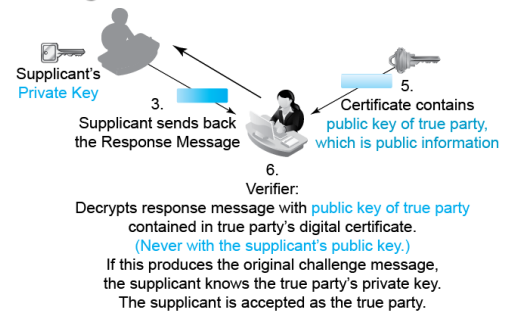 Supplicant's
Private Key
3.
Supplicant sends back
the Response Message
5.
Certificate contains
public key of true party,
which is public information
6.
Verifier:
Decrypts response message with public key of true party
contained in true party's digital certificate.
(Never with the supplicant's public key.)
If this produces the original challenge message,
the supplicant knows the true party's private key.
The supplicant is accepted as the true party.